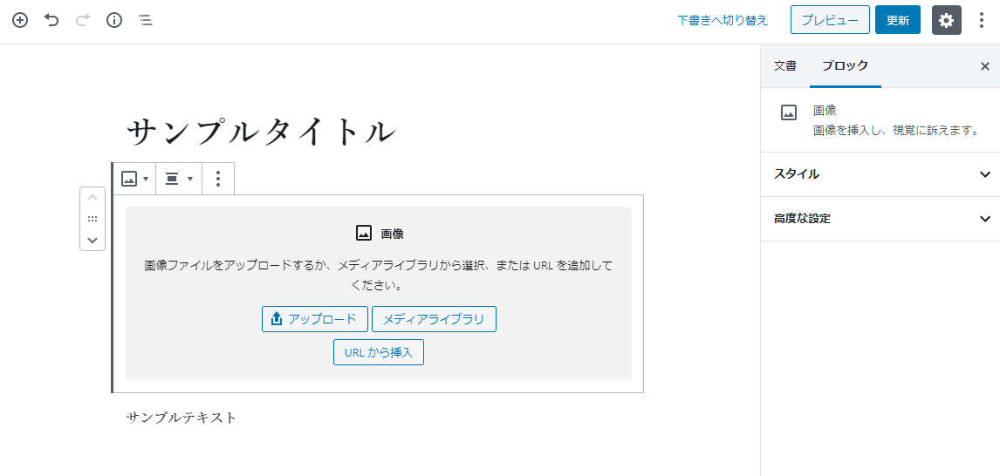 下書きへ切り替え
プレビュー
更新
文書
ブロック
サンプルタイトル
画像
画像を挿入し、視覚に訴えます。
スタイル
高度な設定
画像
画像ファイルをアップロードするか、メディアライブラリから選択、または URL を追加して
ください。
アップロード
メディアライブラリ
URL から挿入
サンプルテキスト